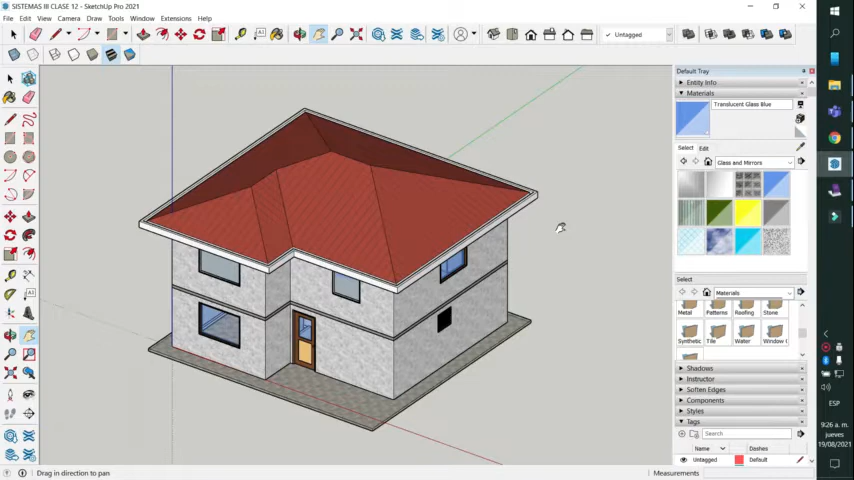 SISTEMAS III CLASE 12 - SketchUp Pro 2021
File Edit View Camera Draw Tools Window Extensions Help
Untagged
Default Tray
Entity Info
Materials
Translucent Glass Blue
Select Edit
Glass and Mirrors
Select
Materials
Metal Patterns Roofing Stone
Synthetic Tile Water Window
Shadows
Instructor
Soften Edges
Components
Styles
Tags
Search
Name Dashes
Untagged Default
Drag in direction to pan
Measurements
ESP
9:26 a. m.
jueves
19/08/2021